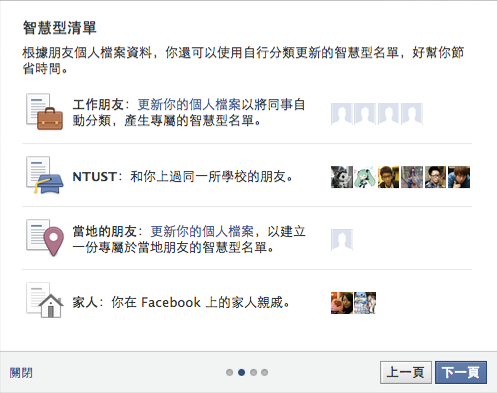 智慧型清單
根據朋友個人檔案資料，你還可以使用自行分類更新的智慧型名單，好幫你節
省時間。
工作朋友：更新你的個人檔案以將同事自
動分類，產生專屬的智慧型名單。
NTUST：和你上過同一所學校的朋友。
當地的朋友：更新你的個人檔案，以建立
一份專屬於當地朋友的智慧型名單。
家人：你在 Facebook 上的家人親戚。
關閉
上一頁
下一頁